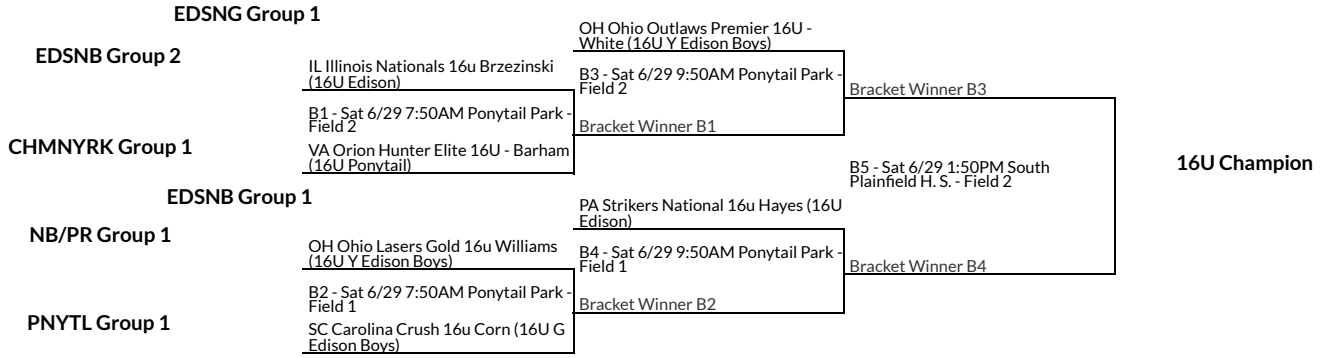 EDSNG Group 1
OH Ohio Outlaws Premier 16U -
White (16U Y Edison Boys)
EDSNB Group 2
IL Illinois Nationals 16u Brzezinski
(16U Edison)
B3 - Sat 6/29 9:50AM Ponytail Park -
Field 2
Bracket Winner B3
B1 - Sat 6/29 7:50AM Ponytail Park -
Field 2
Bracket Winner B1
CHMNYRK Group 1
VA Orion Hunter Elite 16U - Barham
(16U Ponytail)
B5 - Sat 6/29 1:50PM South
Plainfield H. S. - Field 2
16U Champion
EDSNB Group 1
PA Strikers National 16u Hayes (16U
Edison)
NB/PR Group 1
OH Ohio Lasers Gold 16u Williams
(16U Y Edison Boys)
B4 - Sat 6/29 9:50AM Ponytail Park -
Field 1
Bracket Winner B4
B2 - Sat 6/29 7:50AM Ponytail Park -
Field 1
Bracket Winner B2
PNYTL Group 1
SC Carolina Crush 16u Corn (16U G
Edison Boys)